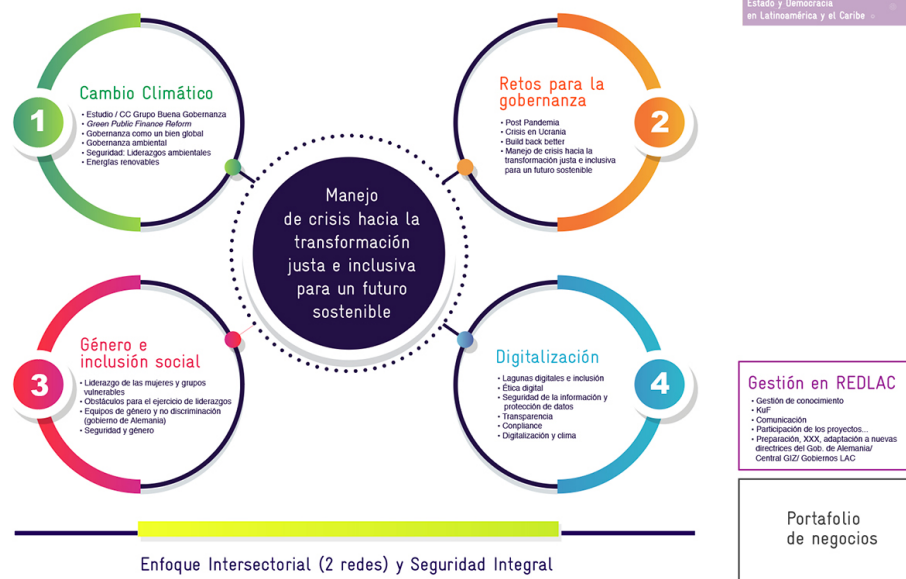 Estado y Democracia
en Latinoamérica y el Caribe
1
Cambio Climático
• Estudio / CC Grupo Buena Gobernanza
• Green Public Finance Reform
• Gobernanza como un bien global
• Gobernanza ambiental
• Seguridad: Liderazgos ambientales
• Energías renovables
Retos para la
gobernanza
• Post Pandemia
• Crisis en Ucrania
• Build back better
• Manejo de crisis hacia la
transformación justa e inclusiva
para un futuro sostenible
2
Manejo
de crisis hacia la
transformación
justa e inclusiva
para un futuro
sostenible
3
Género e
inclusión social
• Liderazgo de las mujeres y grupos
vulnerables
• Obstáculos para el ejercicio de liderazgos
• Equipos de género y no discriminación
(gobierno de Alemania)
• Seguridad y género
Digitalización
• Lagunas digitales e inclusión
• Ética digital
• Seguridad de la información y
protección de datos
• Transparencia
• Conpliance
• Digitalización y clima
4
Gestión en REDLAC
• Gestión de conocimiento
• KuF
• Comunicación
• Participación de los proyectos...
• Preparación, XXX, adaptación a nuevas
directrices del Gob. de Alemania/
Central GIZ/ Gobiernos LAC
Portafolio
de negocios
Enfoque Intersectorial (2 redes) y Seguridad Integral